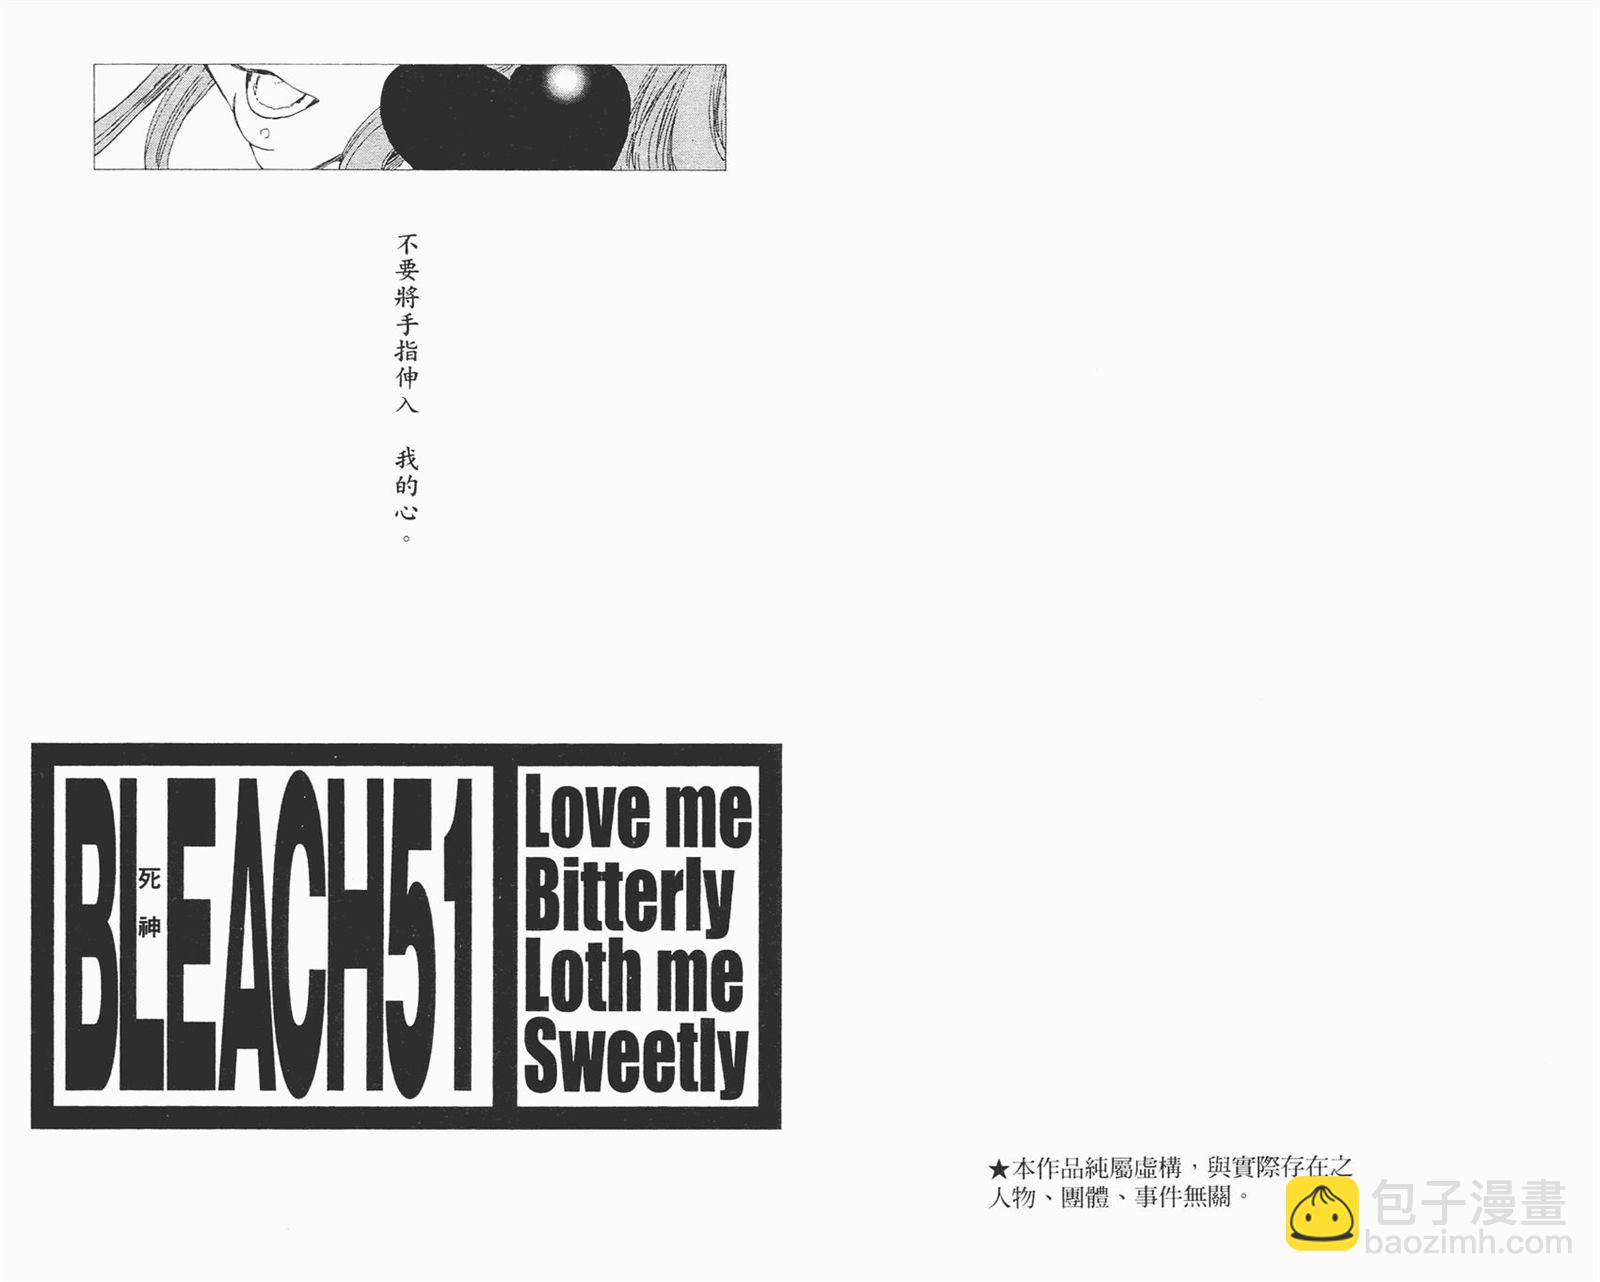 不要將手指伸入　我的心。
BLEACH51
死神
Love me
Bitterly
Loth me
Sweetly
★本作品純屬虛構，與實際存在之
人物、團體、事件無關。
包子漫畫
baozimh.com